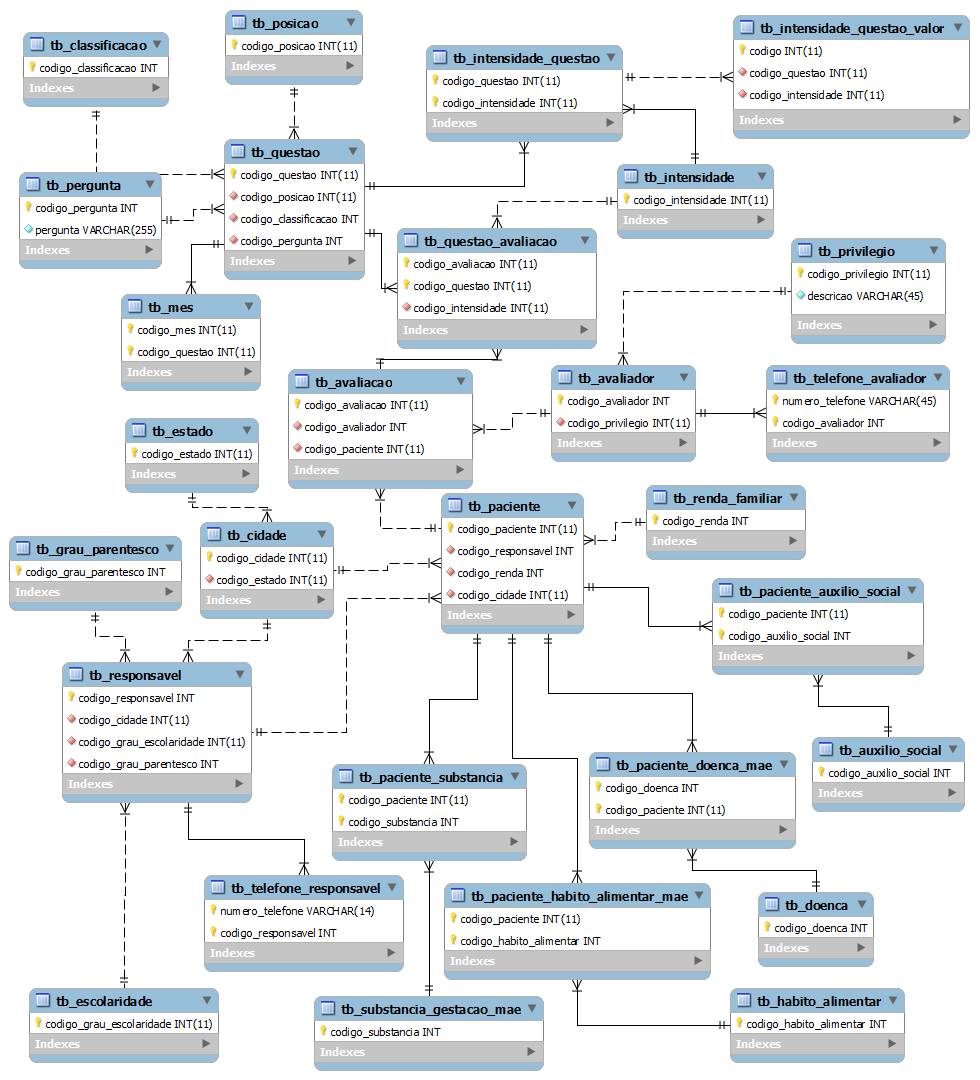 tb_classificacao
codigo_classificacao INT
Indexes
tb_posicao
codigo_posicao INT(11)
Indexes
tb_intensidade_questao
codigo_questao INT(11)
codigo_intensidade INT(11)
Indexes
tb_intensidade_questao_valor
codigo INT(11)
codigo_questao INT(11)
codigo_intensidade INT(11)
Indexes
tb_pergunta
codigo_pergunta INT
pergunta VARCHAR(255)
Indexes
tb_questao
codigo_questao INT(11)
codigo_posicao INT(11)
codigo_classificacao INT
codigo_pergunta INT
Indexes
tb_intensidade
codigo_intensidade INT(11)
Indexes
tb_questao_avaliacao
codigo_avaliacao INT(11)
codigo_questao INT(11)
codigo_intensidade INT(11)
Indexes
tb_privilegio
codigo_privilegio INT(11)
descricao VARCHAR(45)
Indexes
tb_mes
codigo_mes INT(11)
codigo_questao INT(11)
Indexes
tb_avaliacao
codigo_avaliacao INT(11)
codigo_avaliador INT
codigo_paciente INT(11)
Indexes
tb_avaliador
codigo_avaliador INT
codigo_privilegio INT(11)
Indexes
tb_telefone_avaliador
numero_telefone VARCHAR(45)
codigo_avaliador INT
Indexes
tb_estado
codigo_estado INT(11)
Indexes
tb_paciente
codigo_paciente INT(11)
codigo_responsavel INT
codigo_renda INT
codigo_cidade INT(11)
Indexes
tb_renda_familiar
codigo_renda INT
Indexes
tb_grau_parentesco
codigo_grau_parentesco INT
Indexes
tb_cidade
codigo_cidade INT(11)
codigo_estado INT(11)
Indexes
tb_paciente_auxilio_social
codigo_paciente INT(11)
codigo_auxilio_social INT
Indexes
tb_responsavel
codigo_responsavel INT
codigo_cidade INT(11)
codigo_grau_escolaridade INT(11)
codigo_grau_parentesco INT
Indexes
tb_auxilio_social
codigo_auxilio_social INT
Indexes
tb_paciente_substancia
codigo_paciente INT(11)
codigo_substancia INT
Indexes
tb_paciente_doenca_mae
codigo_doenca INT
codigo_paciente INT(11)
Indexes
tb_telefone_responsavel
numero_telefone VARCHAR(14)
codigo_responsavel INT
Indexes
tb_paciente_habito_alimentar_mae
codigo_paciente INT(11)
codigo_habito_alimentar INT
Indexes
tb_doenca
codigo_doenca INT
Indexes
tb_escolaridade
codigo_grau_escolaridade INT(11)
Indexes
tb_substancia_gestacao_mae
codigo_substancia INT
Indexes
tb_habito_alimentar
codigo_habito_alimentar INT
Indexes